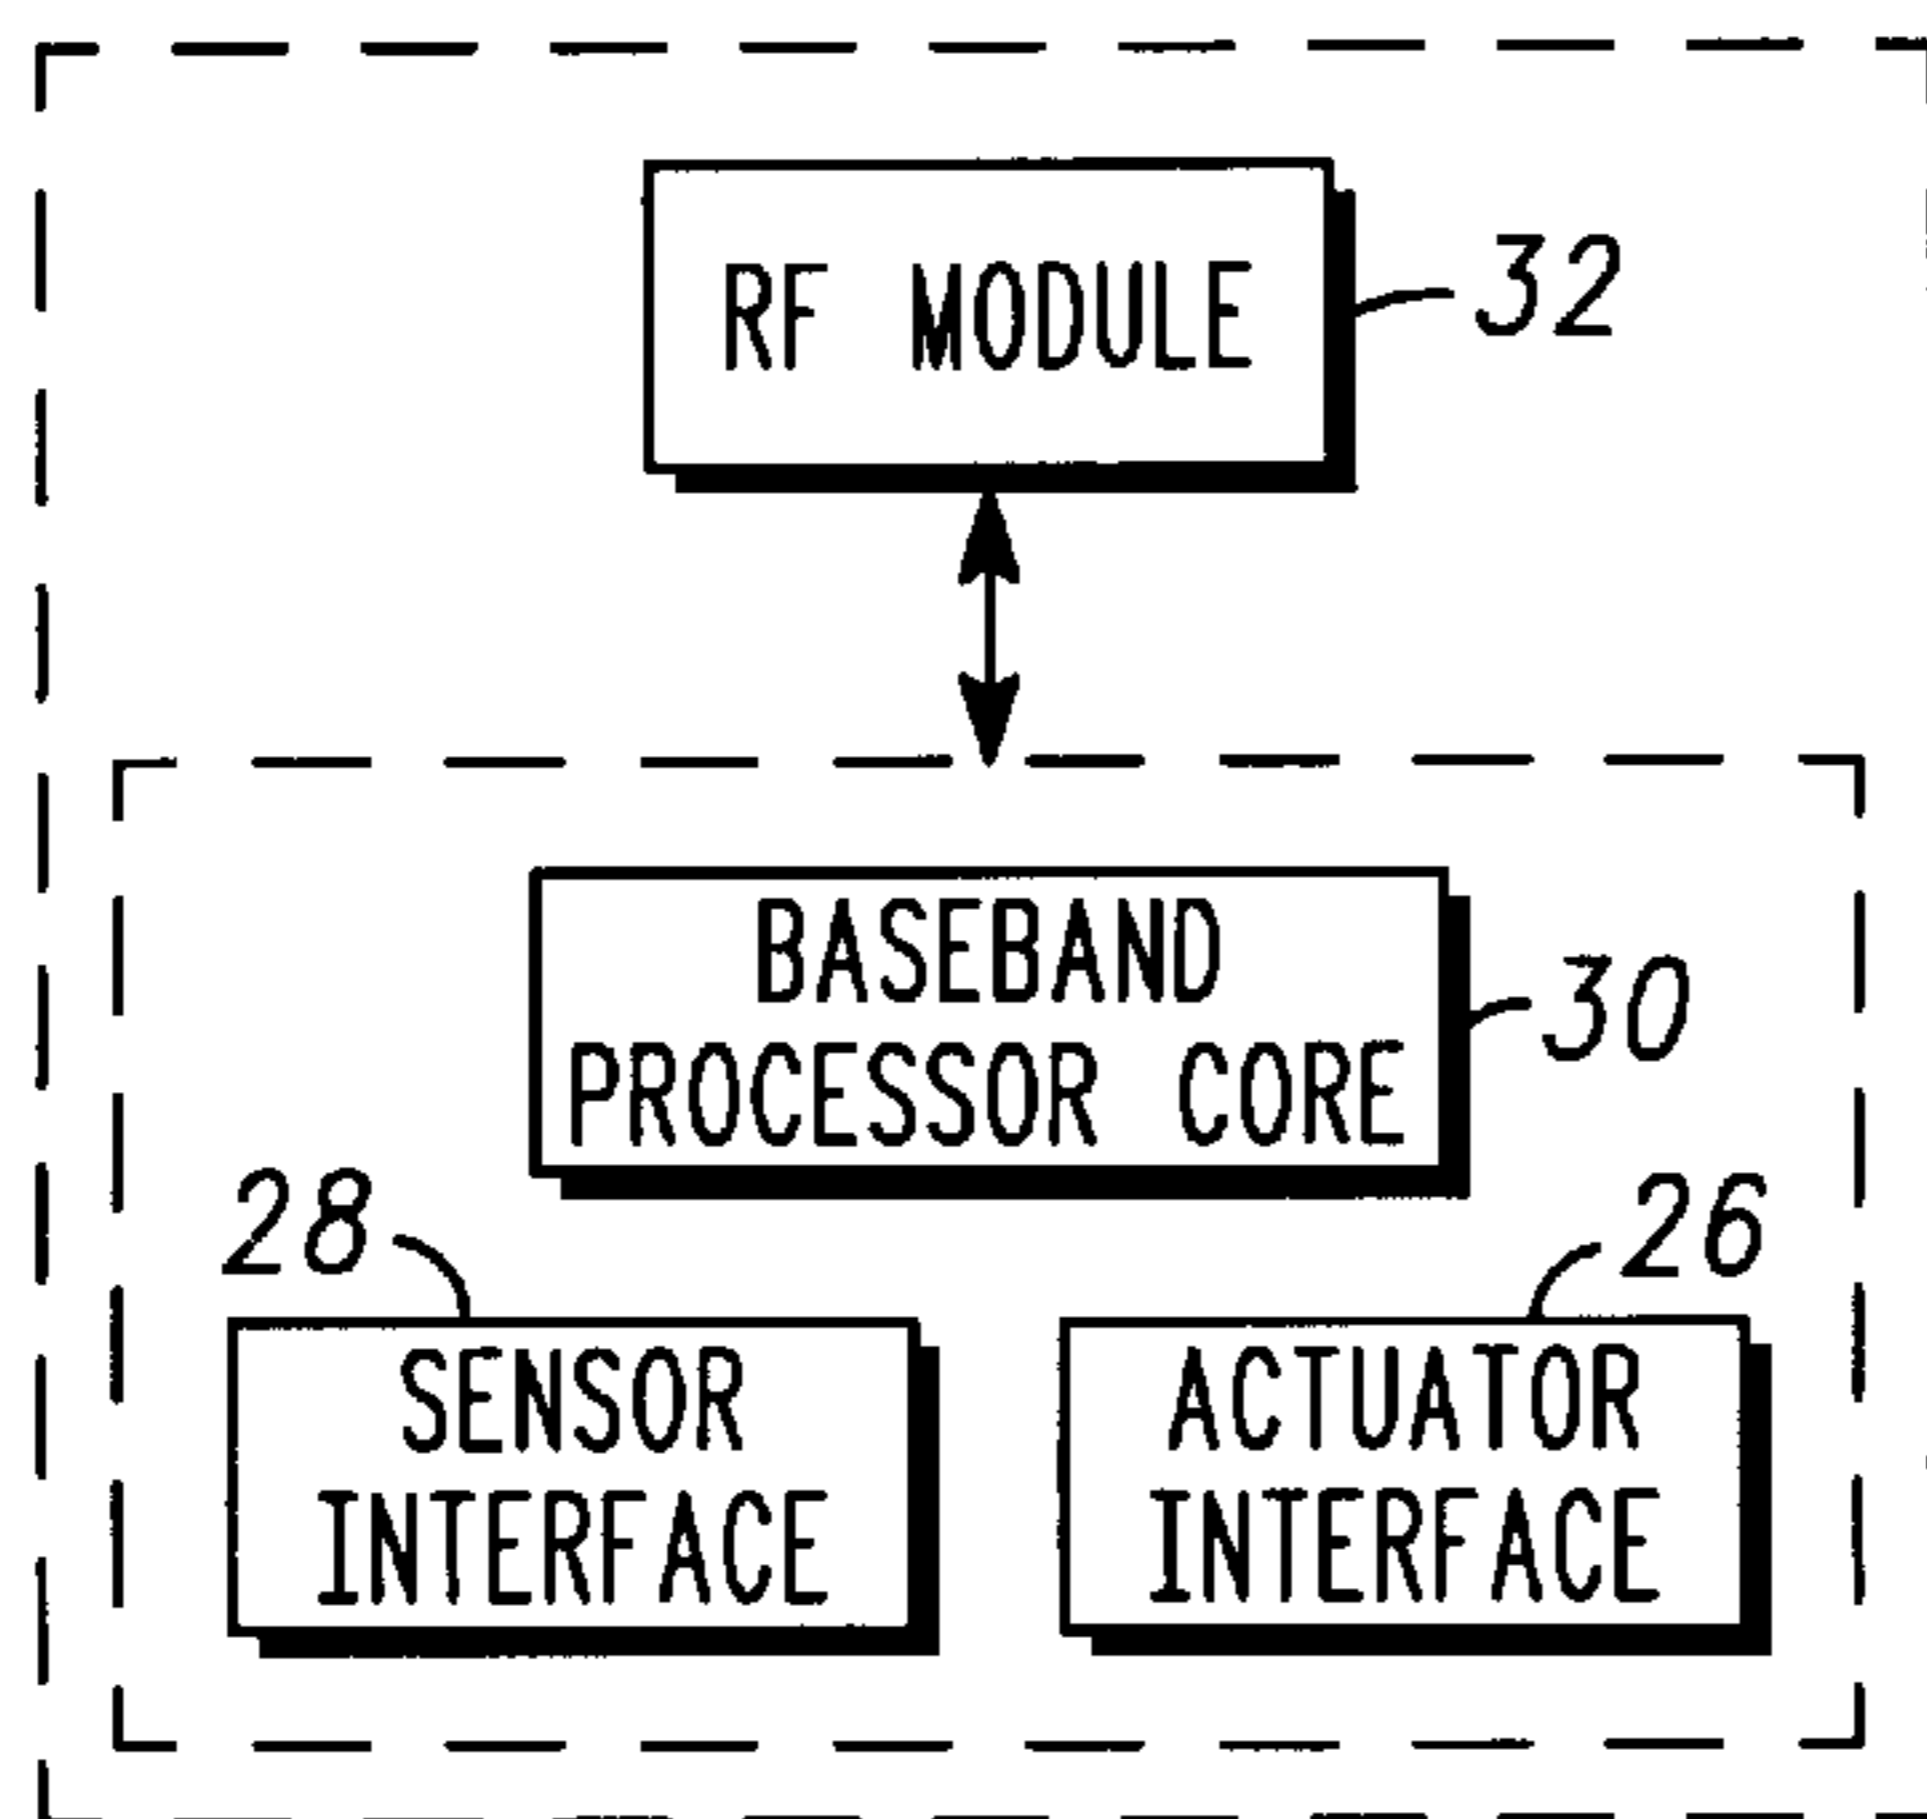 RF MODULE
32
BASEBAND
PROCESSOR CORE
30
28
26
SENSOR
INTERFACE
ACTUATOR
INTERFACE